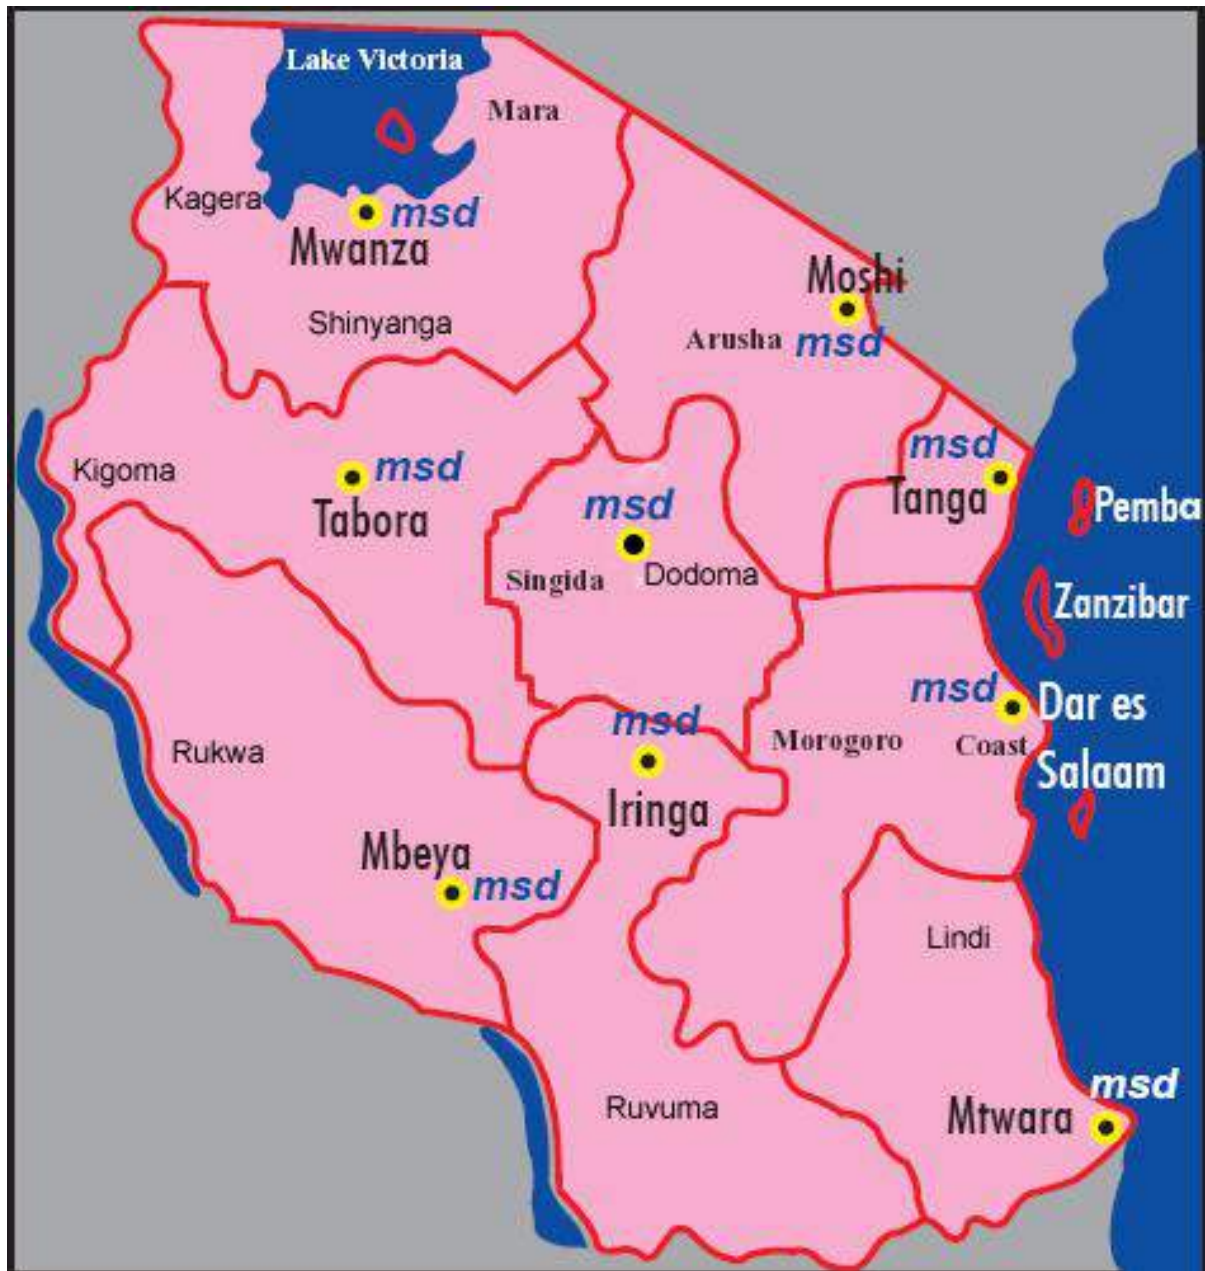 Lake Victoria
Mara
Kagera
msd
Mwanza
Moshi
Shinyanga
Arusha msd
msd
Kigoma
msd
Tanga
Tabora
msd
Pemba
Singida
Dodoma
Zanzibar
msd
Dar es
msd
Rukwa
Morogoro
Coast
Salaam
Iringa
Mbeya
msd
Lindi
msd
Ruvuma
Mtwara